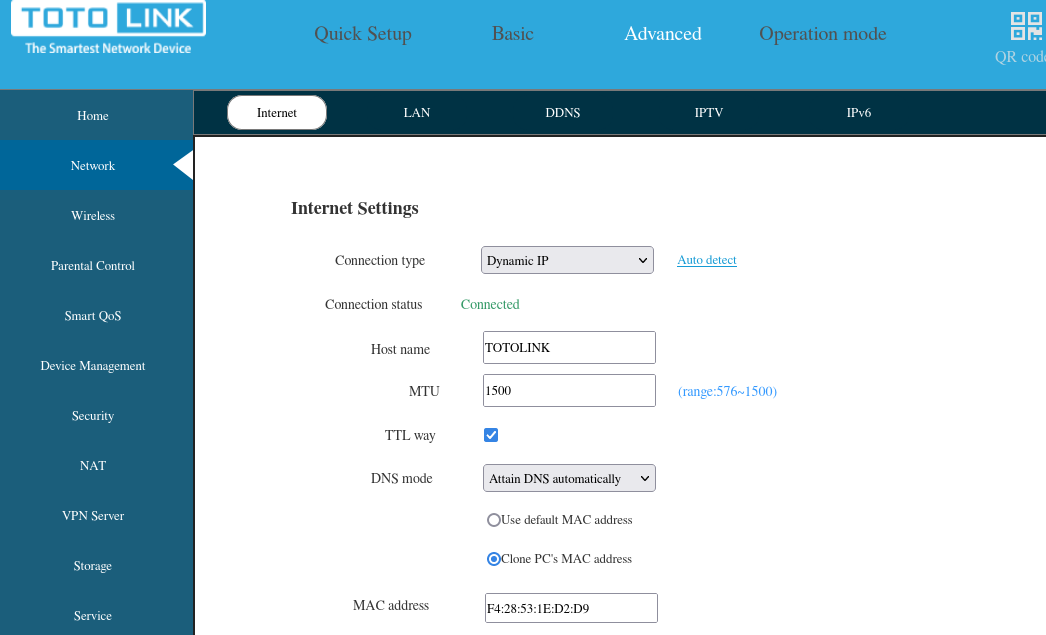 TOTO LINK
The Smartest Network Device
Quick Setup Basic Advanced Operation mode
QR code
Home
Network
Wireless
Parental Control
Smart QoS
Device Management
Security
NAT
VPN Server
Storage
Service
Internet LAN DDNS IPTV IPv6
Internet Settings
Connection type Dynamic IP Auto detect
Connection status Connected
Host name TOTOLINK
MTU 1500 (range:576~1500)
TTL way
DNS mode Attain DNS automatically
Use default MAC address
Clone PC's MAC address
MAC address F4:28:53:1E:D2:D9